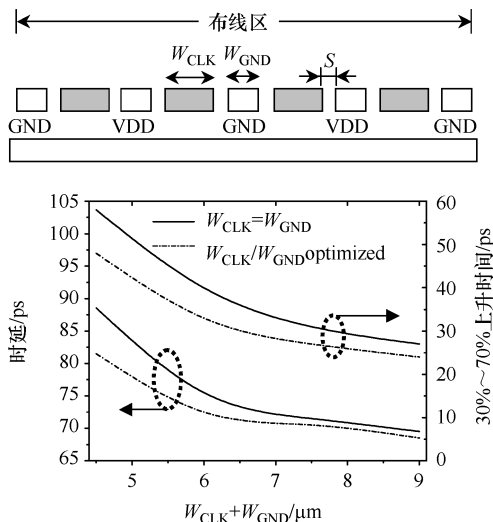 布线区
W_CLK W_GND S
GND VDD GND VDD GND
105
100
95
90
85
80
75
70
65
时延/ps
60
50
40
30
20
10
0
30%～70%上升时间/ps
W_CLK=W_GND
W_CLK/W_GND optimized
5 6 7 8 9
W_CLK+W_GND/μm